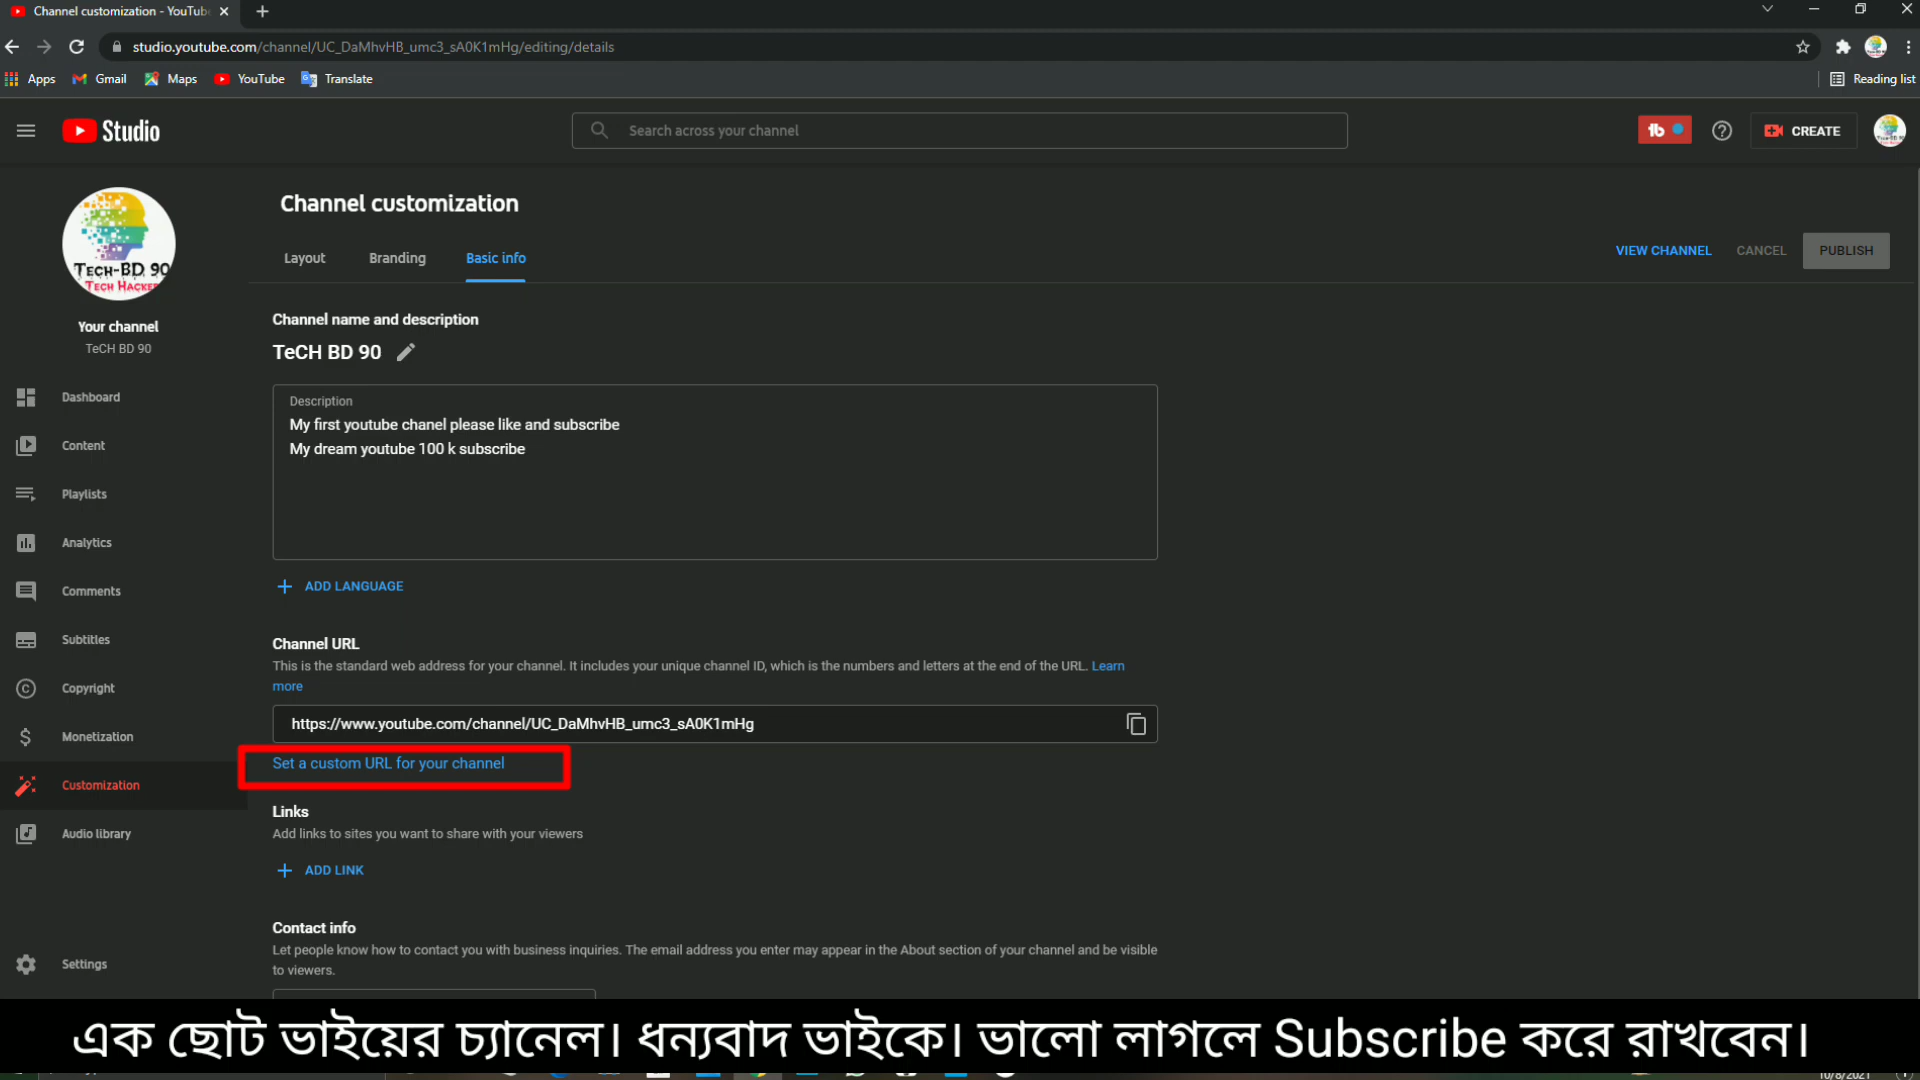 Channel customization - YouTub
studio.youtube.com/channel/UC_DaMhvHB_umc3_sA0K1mHg/editing/details
Apps
Gmail
Maps
YouTube
Translate
Reading list
Studio
Search across your channel
CREATE
TECH-BD 90
TECH HACKER
Your channel
TeCH BD 90
Dashboard
Content
Playlists
Analytics
Comments
Subtitles
Copyright
Monetization
Customization
Audio library
Settings
Channel customization
Layout
Branding
Basic info
VIEW CHANNEL
CANCEL
PUBLISH
Channel name and description
TeCH BD 90
Description
My first youtube chanel please like and subscribe
My dream youtube 100 k subscribe
ADD LANGUAGE
Channel URL
This is the standard web address for your channel. It includes your unique channel ID, which is the numbers and letters at the end of the URL. Learn
more
https://www.youtube.com/channel/UC_DaMhvHB_umc3_sA0K1mHg
Set a custom URL for your channel
Links
Add links to sites you want to share with your viewers
ADD LINK
Contact info
Let people know how to contact you with business inquiries. The email address you enter may appear in the About section of your channel and be visible
to viewers.
এক ছোট ভাইয়ের চ্যানেল। ধন্যবাদ ভাইকে। ভালো লাগলে Subscribe করে রাখবেন।
10/8/2021